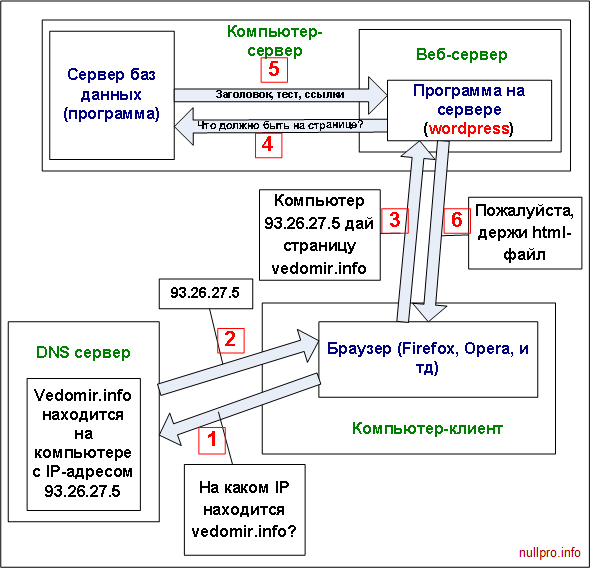 Компьютер-
сервер
Веб-сервер
Сервер баз
данных
(программа)
5
Заголовок, тест, ссылки
Что должно быть на странице?
4
Программа на
сервере
(wordpress)
Компьютер
93.26.27.5 дай
страницу
vedomir.info
3
6
Пожалуйста,
держи html-
файл
93.26.27.5
2
DNS сервер
Vedomir.info
находится
на
компьютере
с IP-адресом
93.26.27.5
Браузер (Firefox, Opera, и
тд)
Компьютер-клиент
1
На каком IP
находится
vedomir.info?
nullpro.info